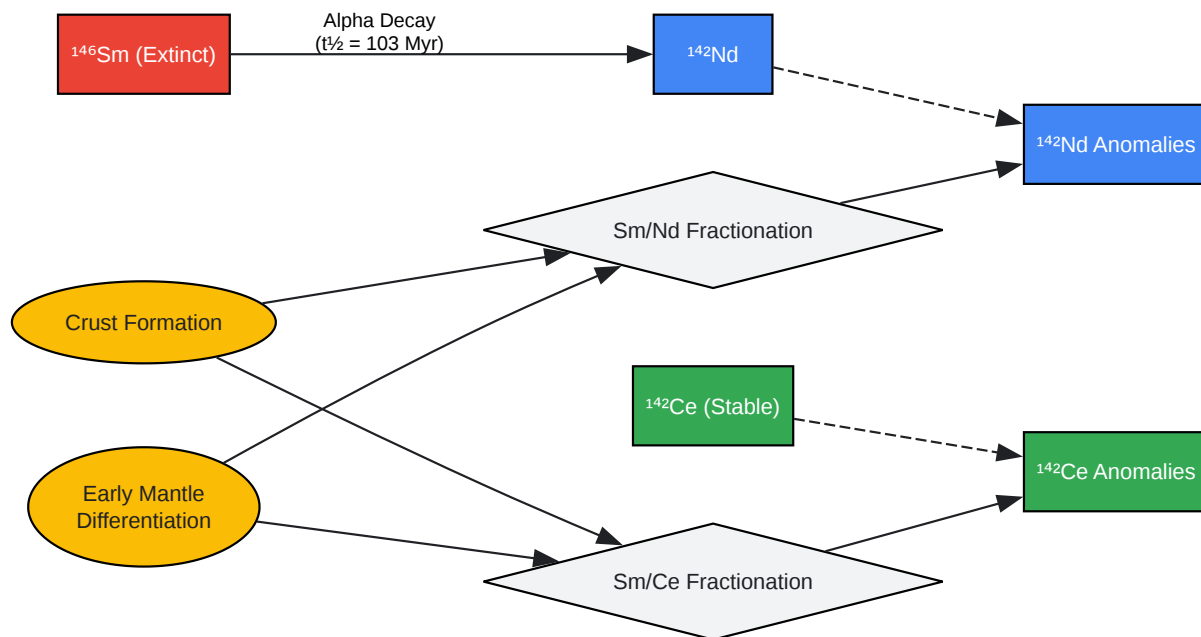 Alpha Decay
(t½ = 103 Myr)
¹⁴⁶Sm (Extinct)
¹⁴²Nd
¹⁴²Nd Anomalies
Sm/Nd Fractionation
Crust Formation
¹⁴²Ce (Stable)
¹⁴²Ce Anomalies
Early Mantle
Differentiation
Sm/Ce Fractionation